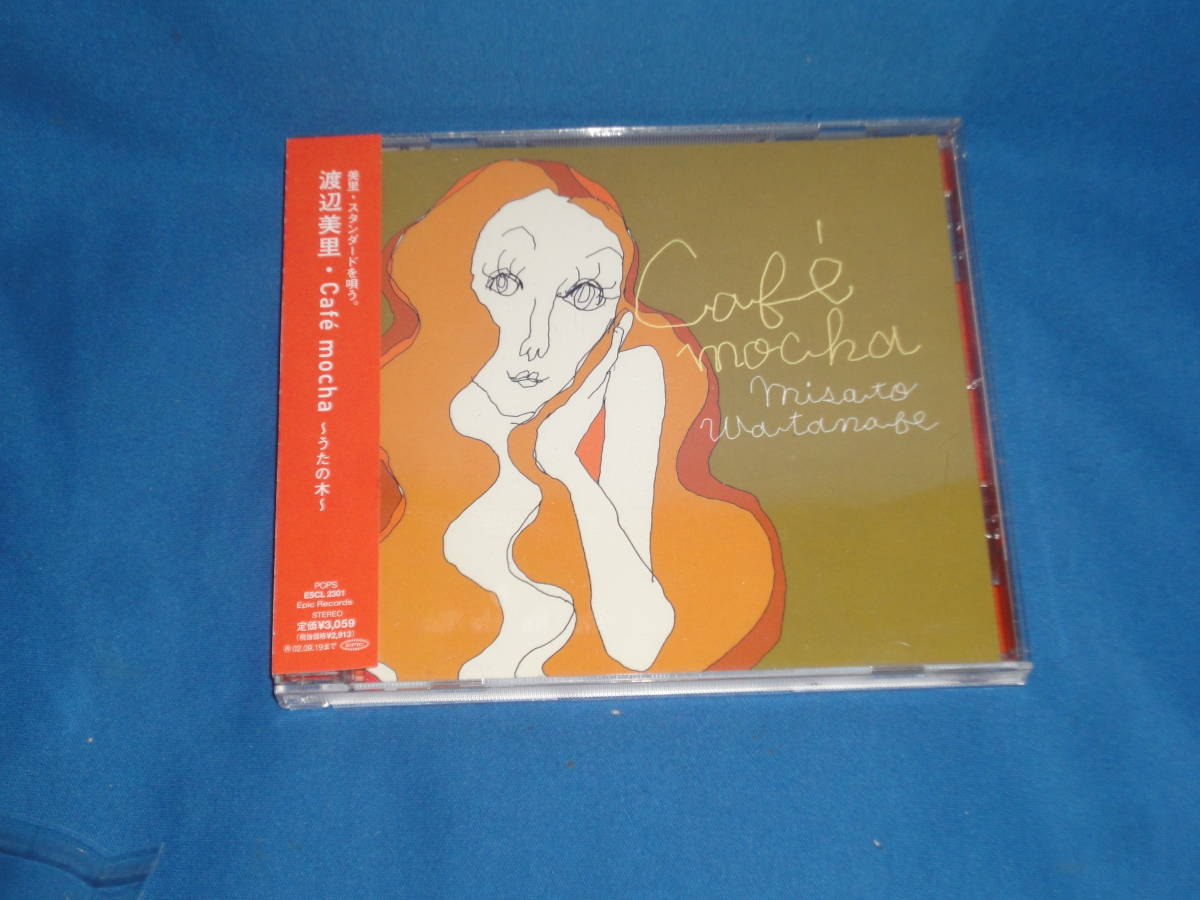 美里・スタンダードを唄う。
渡辺美里・Café mocha ～うたの木～
POPS
ESCL 2301
Epic Records
STEREO
定価¥3,059
(税抜価格¥2,913)
02.09.19まで
EPIC
Café
mocha
misato
watanabe